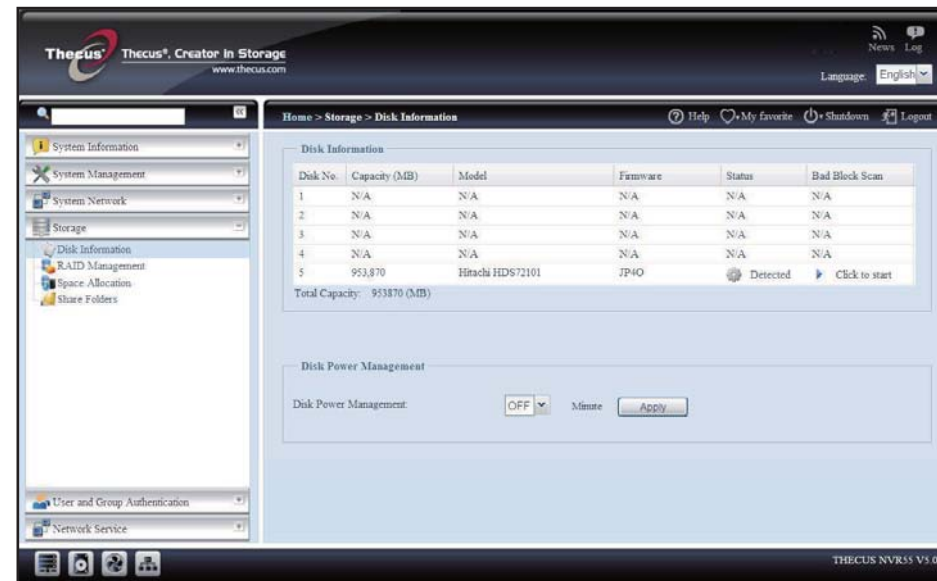 Thecus® Thecus®, Creator in Storage
www.thecus.com
News Log
Language: English
Home > Storage > Disk Information
Help My favorite Shutdown Logout
System Information
System Management
System Network
Storage
Disk Information
RAID Management
Space Allocation
Share Folders
User and Group Authentication
Network Service
Disk Information
Disk No. Capacity (MB) Model Firmware Status Bad Block Scan
1 N/A N/A N/A N/A N/A
2 N/A N/A N/A N/A N/A
3 N/A N/A N/A N/A N/A
4 N/A N/A N/A N/A N/A
5 953,870 Hitachi HDS72101 JP4O Detected Click to start
Total Capacity: 953870 (MB)
Disk Power Management
Disk Power Management: OFF Minute Apply
THECUS NVR55 V5.0